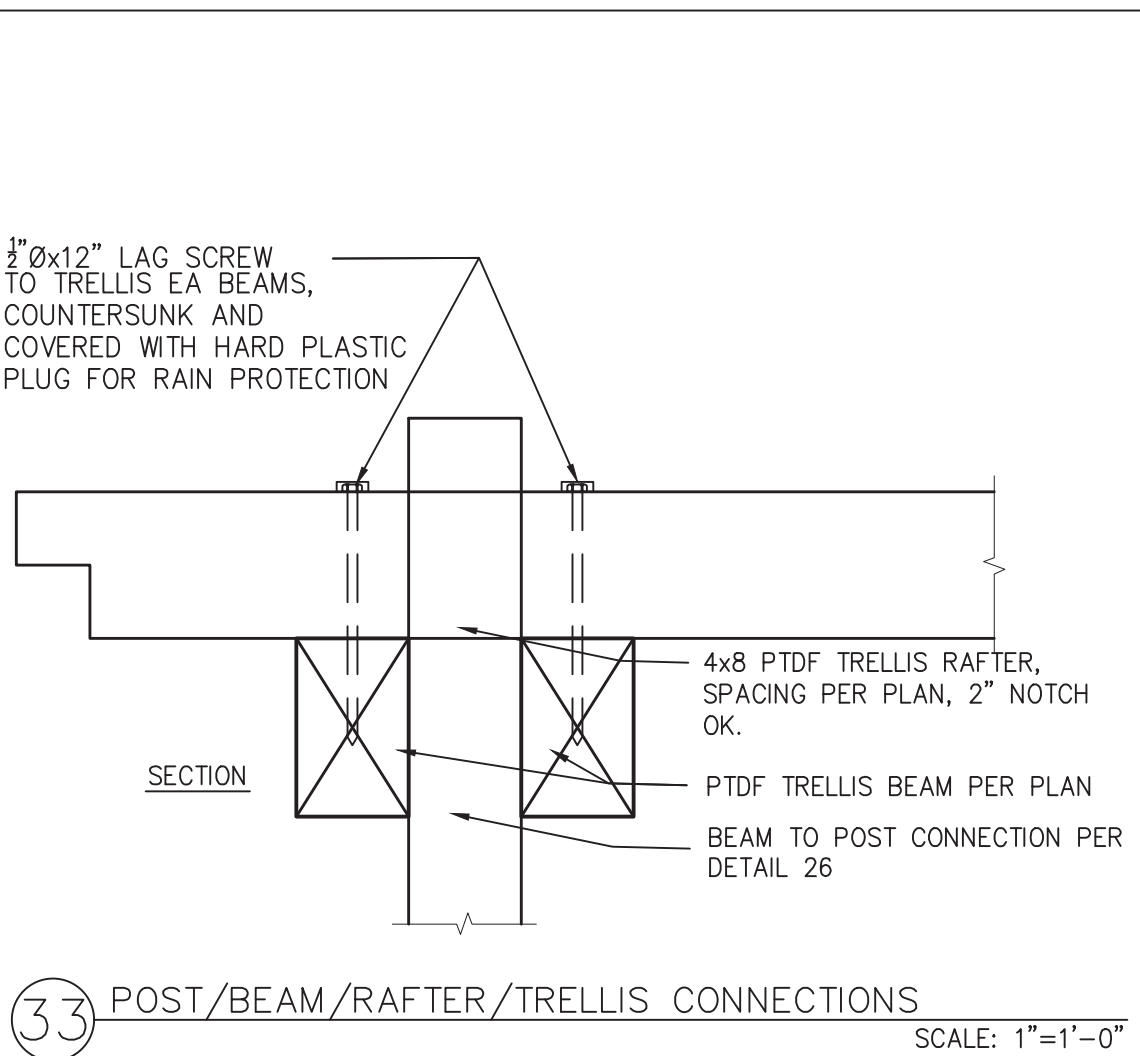 ½"Øx12" LAG SCREW
TO TRELLIS EA BEAMS,
COUNTERSUNK AND
COVERED WITH HARD PLASTIC
PLUG FOR RAIN PROTECTION
4x8 PTDF TRELLIS RAFTER,
SPACING PER PLAN, 2" NOTCH
OK.
SECTION
PTDF TRELLIS BEAM PER PLAN
BEAM TO POST CONNECTION PER
DETAIL 26
33 POST/BEAM/RAFTER/TRELLIS CONNECTIONS
SCALE: 1"=1'-0"